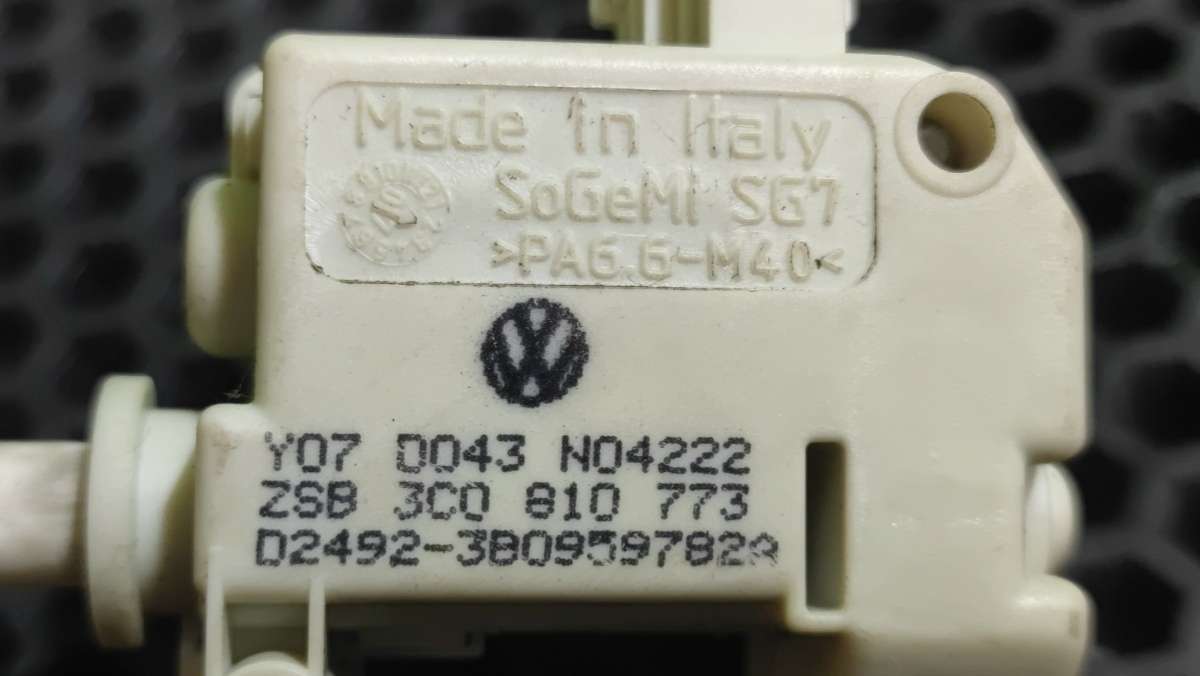 Made in Italy
SoGeMi SG7
>PA6.6-M40<
Y07 0043 N04222
ZSB 3C0 810 773
D2492-3B0959782A